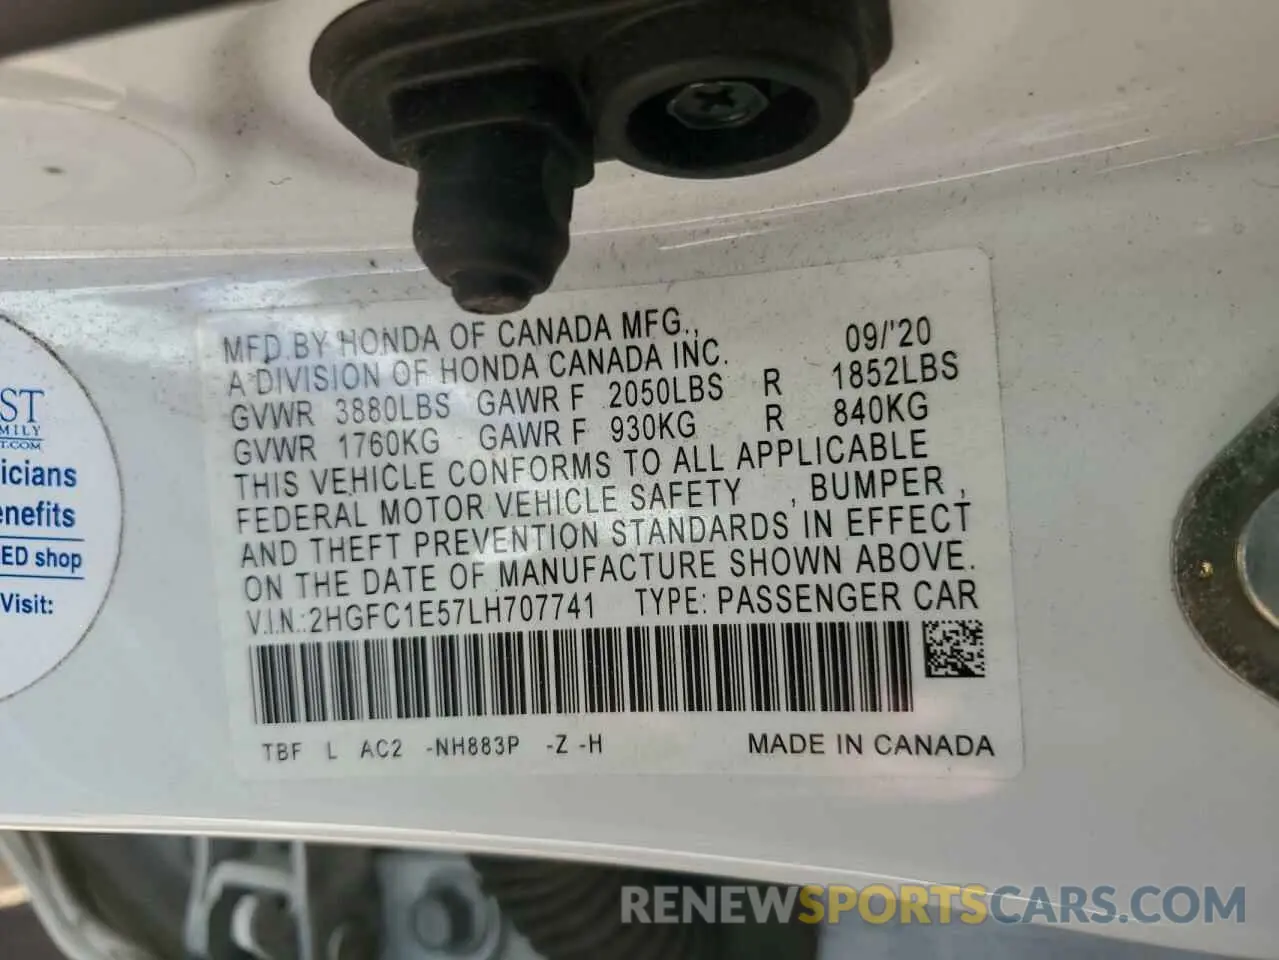 MFD.BY HONDA OF CANADA MFG., 09/'20
A DIVISION OF HONDA CANADA INC.
GVWR 3880LBS GAWR F 2050LBS R 1852LBS
GVWR 1760KG GAWR F 930KG R 840KG
THIS VEHICLE CONFORMS TO ALL APPLICABLE
FEDERAL MOTOR VEHICLE SAFETY , BUMPER ,
AND THEFT PREVENTION STANDARDS IN EFFECT
ON THE DATE OF MANUFACTURE SHOWN ABOVE.
V.I.N.:2HGFC1E57LH707741 TYPE: PASSENGER CAR
TBF L AC2 -NH883P -Z -H MADE IN CANADA
ST
MILY
T.COM
icians
enefits
ED shop
Visit:
RENEWSPORTSCARS.COM